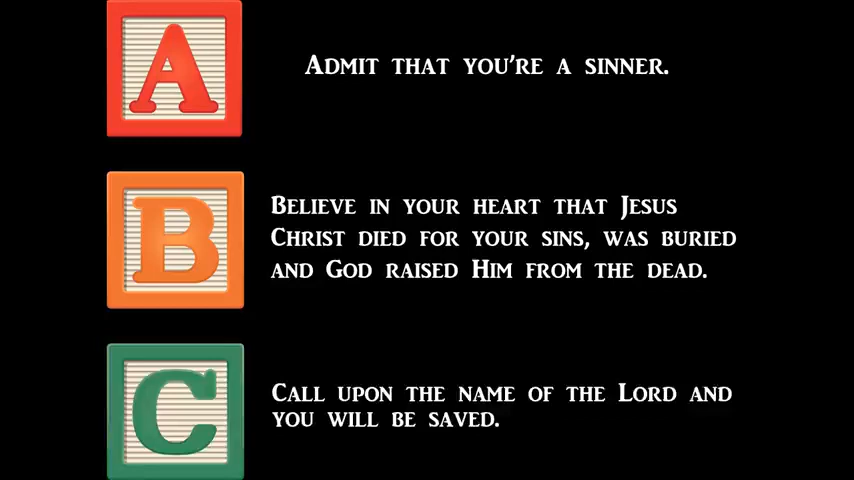 A
Admit that you're a sinner.
B
Believe in your heart that Jesus
Christ died for your sins, was buried
and God raised Him from the dead.
C
Call upon the name of the Lord and
you will be saved.